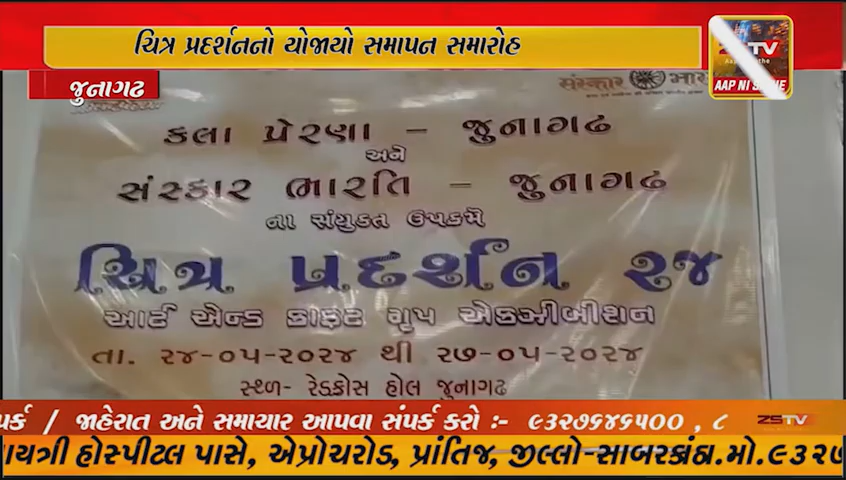 ચિત્ર પ્રદર્શનનો યોજાયો સમાપન સમારોહ
ZSTV
AAP NI S
જુનાગઢ
સંસ્કાર ભાર
કલા પ્રેરણા - જુનાગઢ
અને
સંસ્કાર ભારતિ - જુનાગઢ
ના સંયુક્ત ઉપક્રમે
ચિત્ર પ્રદર્શન ૨૪
આર્ટ એન્ડ ક્રાફ્ટ ગૃપ એક્ઝીબીશન
તા. ૨૪-૦૫-૨૦૨૪ થી ૨૭-૦૫-૨૦૨૪
સ્થળ- રેડક્રોસ હોલ જુનાગઢ
પર્ક / જાહેરાત અને સમાચાર આપવા સંપર્ક કરો :- ૯૩૨૭૬૪૬૫૦૦ , ૮
ZSTV
ાયત્રી હોસ્પીટલ પાસે, એપ્રોચરોડ, પ્રાંતિજ, જીલ્લો-સાબરકાંઠા.મો.૯૩૨૭